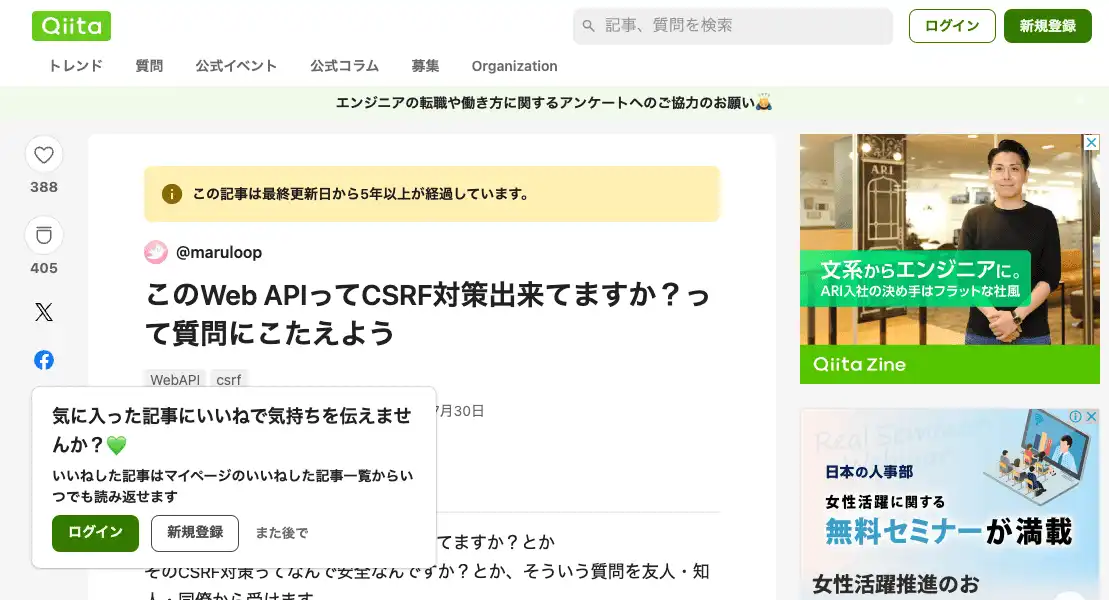 Qiita
記事、質問を検索
ログイン
新規登録
トレンド
質問
公式イベント
公式コラム
募集
Organization
エンジニアの転職や働き方に関するアンケートへのご協力のお願い🙇
388
405
この記事は最終更新日から5年以上が経過しています。
@maruloop
このWeb APIってCSRF対策出来てますか？っ
て質問にこたえよう
WebAPI csrf
7月30日
気に入った記事にいいねで気持ちを伝えませ
んか？💚
いいねした記事はマイページのいいねした記事一覧からい
つでも読み返せます
ログイン
新規登録
また後で
てますか？とか
そのCSRF対策ってなんで安全なんですか？とか、そういう質問を友人・知
人・同僚から受けます
ARI
文系からエンジニアに。
ARI入社の決め手はフラットな社風
Qiita Zine
Real Seminar
日本の人事部
女性活躍に関する
無料セミナーが満載
女性活躍推進のお